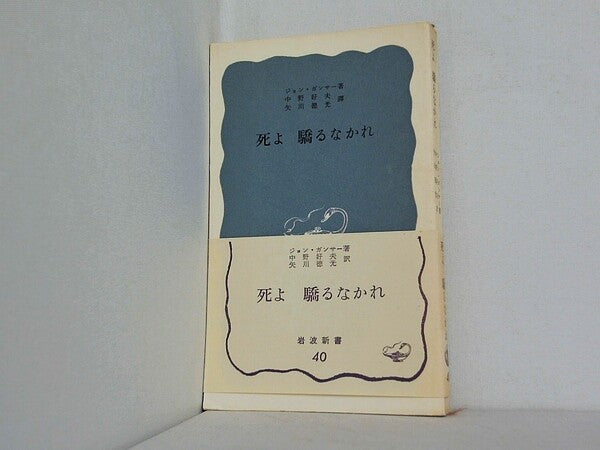 ジョン・ガンサー著
中野好夫
矢川徳光 譯
死よ 驕るなかれ
ジョン・ガンサー著
中野好夫
矢川徳光 訳
死よ 驕るなかれ
岩波新書
40